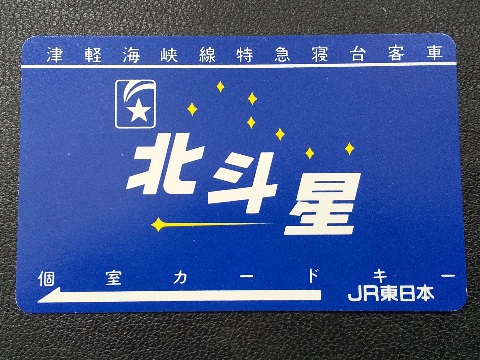 津軽海峡線特急寝台客車
北斗星
個室カードキー
JR東日本